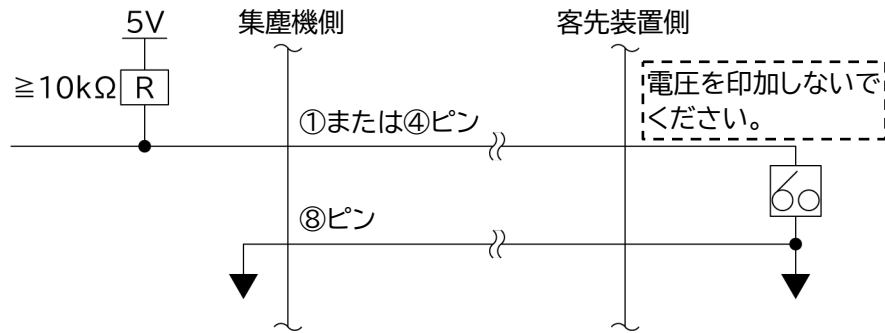 5V
集塵機側
客先装置側
≧10kΩ
R
電圧を印加しないで
ください。
①または④ピン
⑧ピン